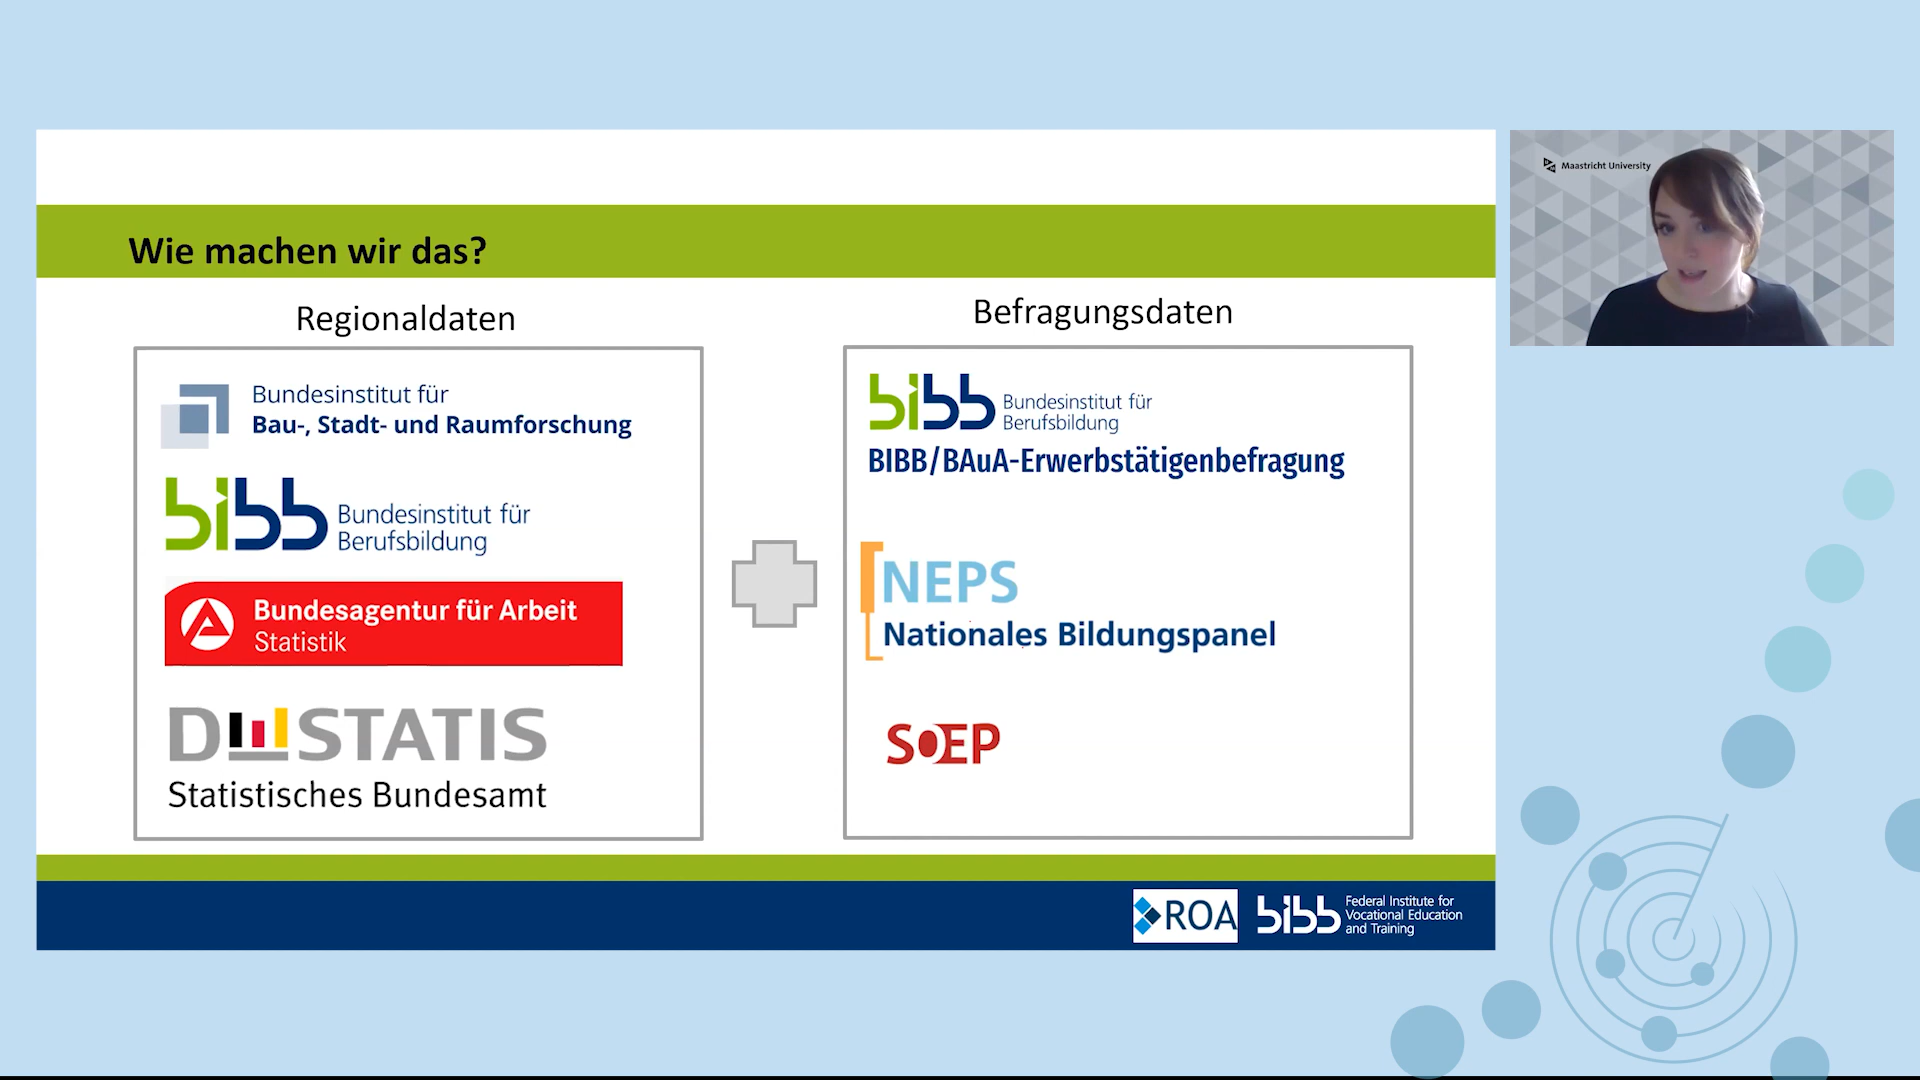 Maastricht University
Wie machen wir das?
Regionaldaten
Bundesinstitut für
Bau-, Stadt- und Raumforschung
bibb Bundesinstitut für
Berufsbildung
Bundesagentur für Arbeit
Statistik
DESTATIS
Statistisches Bundesamt
Befragungsdaten
bibb Bundesinstitut für
Berufsbildung
BIBB/BAuA-Erwerbstätigenbefragung
NEPS
Nationales Bildungspanel
SOEP
ROA
bibb Federal Institute for
Vocational Education
and Training